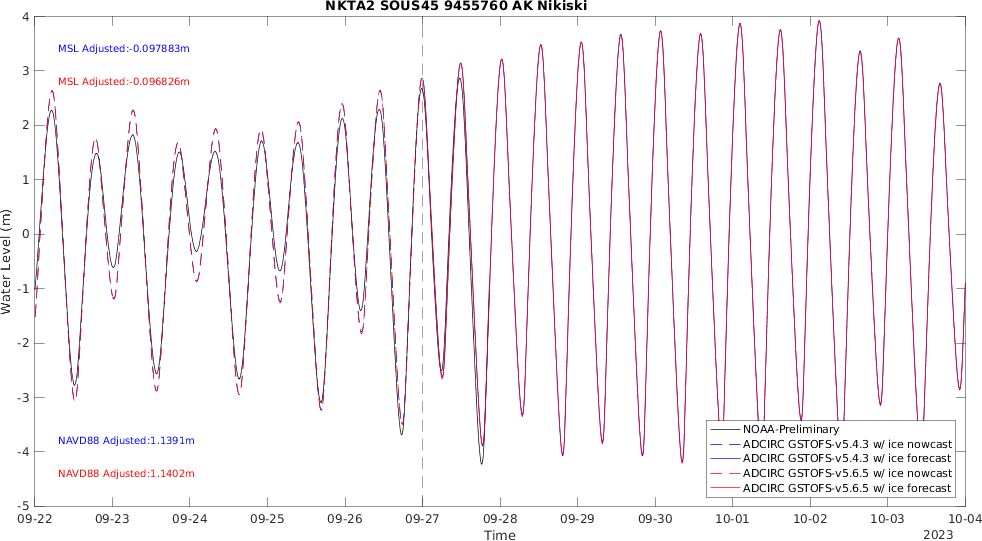 NKTA2 SOUS45 9455760 AK Nikiski
4
3
2
1
0
-1
-2
-3
-4
-5
Water Level (m)
MSL Adjusted:-0.097883m
MSL Adjusted:-0.096826m
NAVD88 Adjusted:1.1391m
NAVD88 Adjusted:1.1402m
NOAA-Preliminary
ADCIRC GSTOFS-v5.4.3 w/ ice nowcast
ADCIRC GSTOFS-v5.4.3 w/ ice forecast
ADCIRC GSTOFS-v5.6.5 w/ ice nowcast
ADCIRC GSTOFS-v5.6.5 w/ ice forecast
09-22 09-23 09-24 09-25 09-26 09-27 09-28 09-29 09-30 10-01 10-02 10-03 10-04
Time
2023